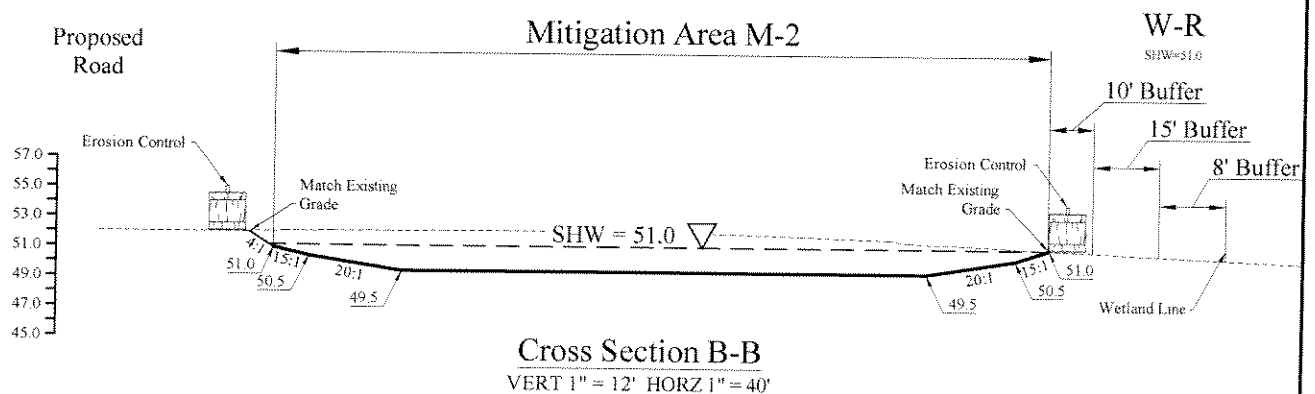 Proposed
Road
Mitigation Area M-2
W-R
SHW=51.0
10' Buffer
15' Buffer
8' Buffer
Erosion Control
Match Existing
Grade
Erosion Control
Match Existing
Grade
57.0
55.0
53.0
51.0
49.0
47.0
45.0
SHW = 51.0
4:1
15:1
20:1
51.0
50.5
49.5
20:1
15:1
51.0
50.5
49.5
Wetland Line
Cross Section B-B
VERT 1" = 12' HORZ 1" = 40'